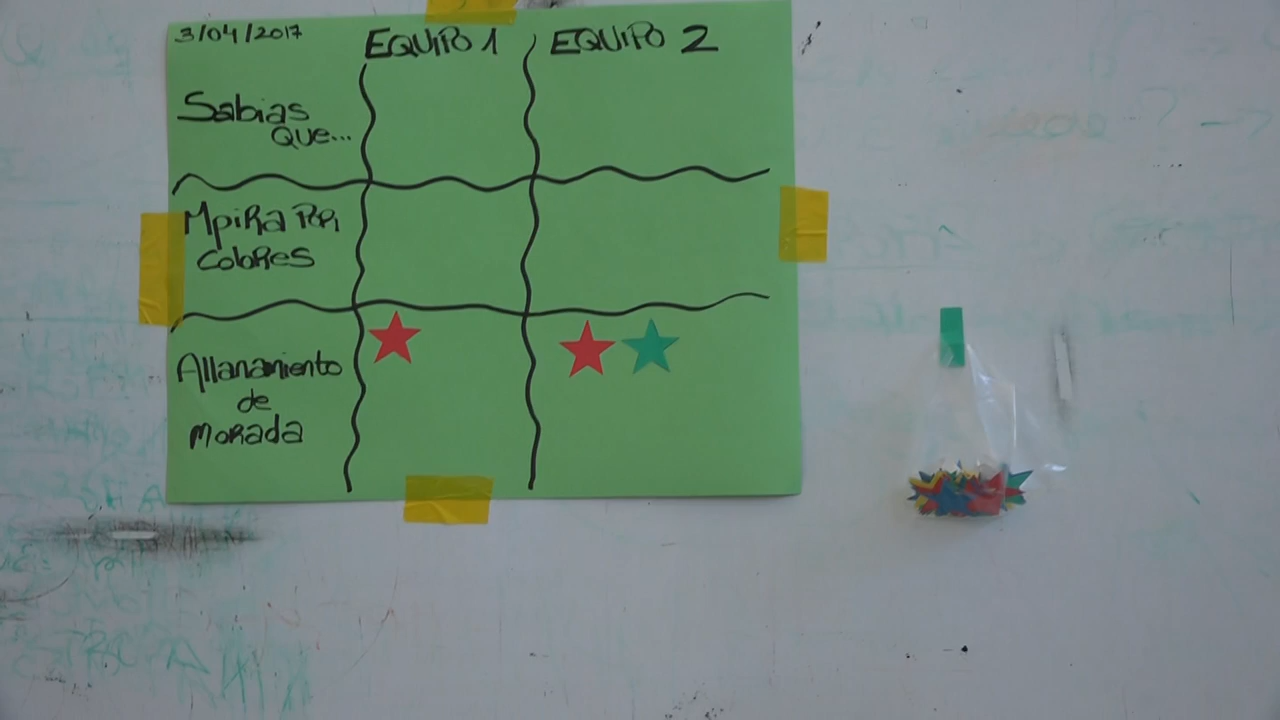 3/04/2017
EQUIPO 1
EQUIPO 2
Sabias
QUE...
MpiRa PoR
ColoRes
Allanamiento
de
MoRada